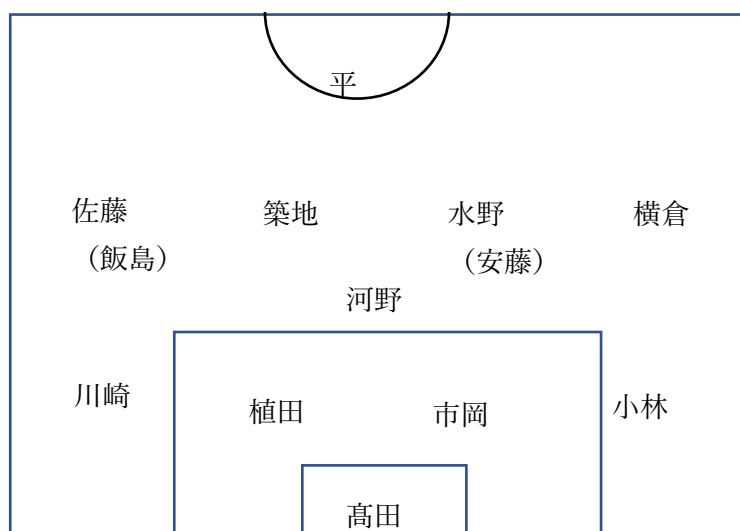 平
佐藤 築地 水野 横倉
（飯島） （安藤）
河野
川崎 植田 市岡 小林
髙田